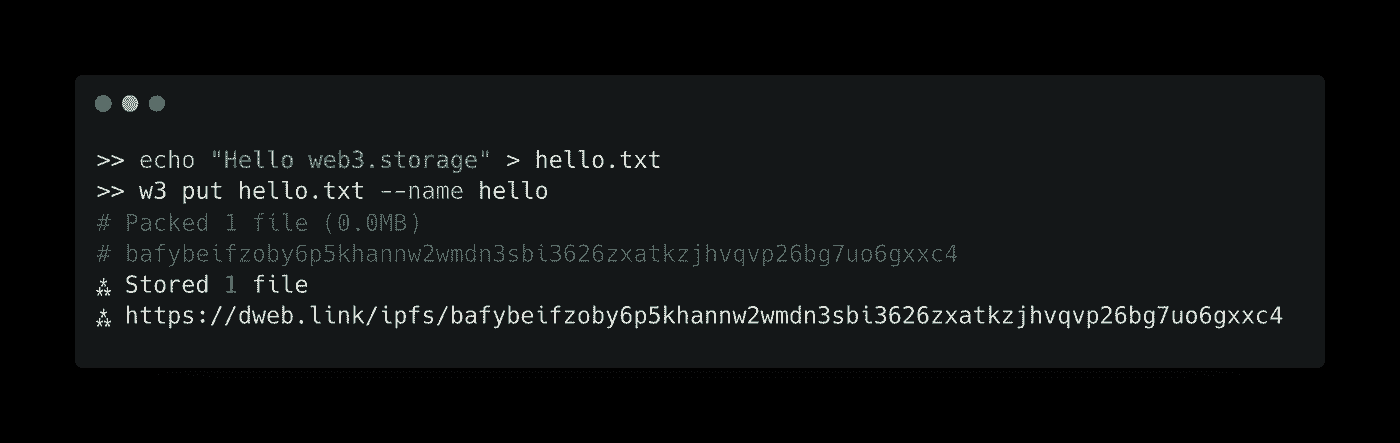 >> echo "Hello web3.storage" > hello.txt
>> w3 put hello.txt --name hello
# Packed 1 file (0.0MB)
# bafybeifzoby6p5khannw2wmdn3sbi3626zxatkzjhvqvp26bg7uo6gxxc4
⁂ Stored 1 file
⁂ https://dweb.link/ipfs/bafybeifzoby6p5khannw2wmdn3sbi3626zxatkzjhvqvp26bg7uo6gxxc4